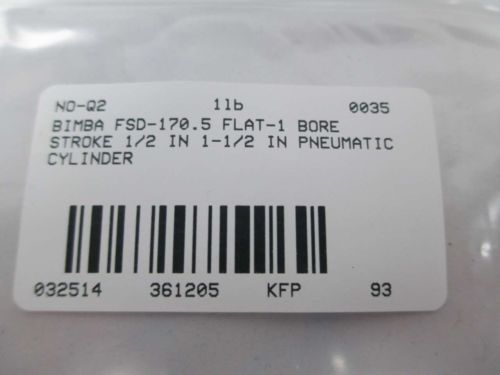 NO-Q2 1lb 0035
BIMBA FSD-170.5 FLAT-1 BORE
STROKE 1/2 IN 1-1/2 IN PNEUMATIC
CYLINDER
032514 361205 KFP 93